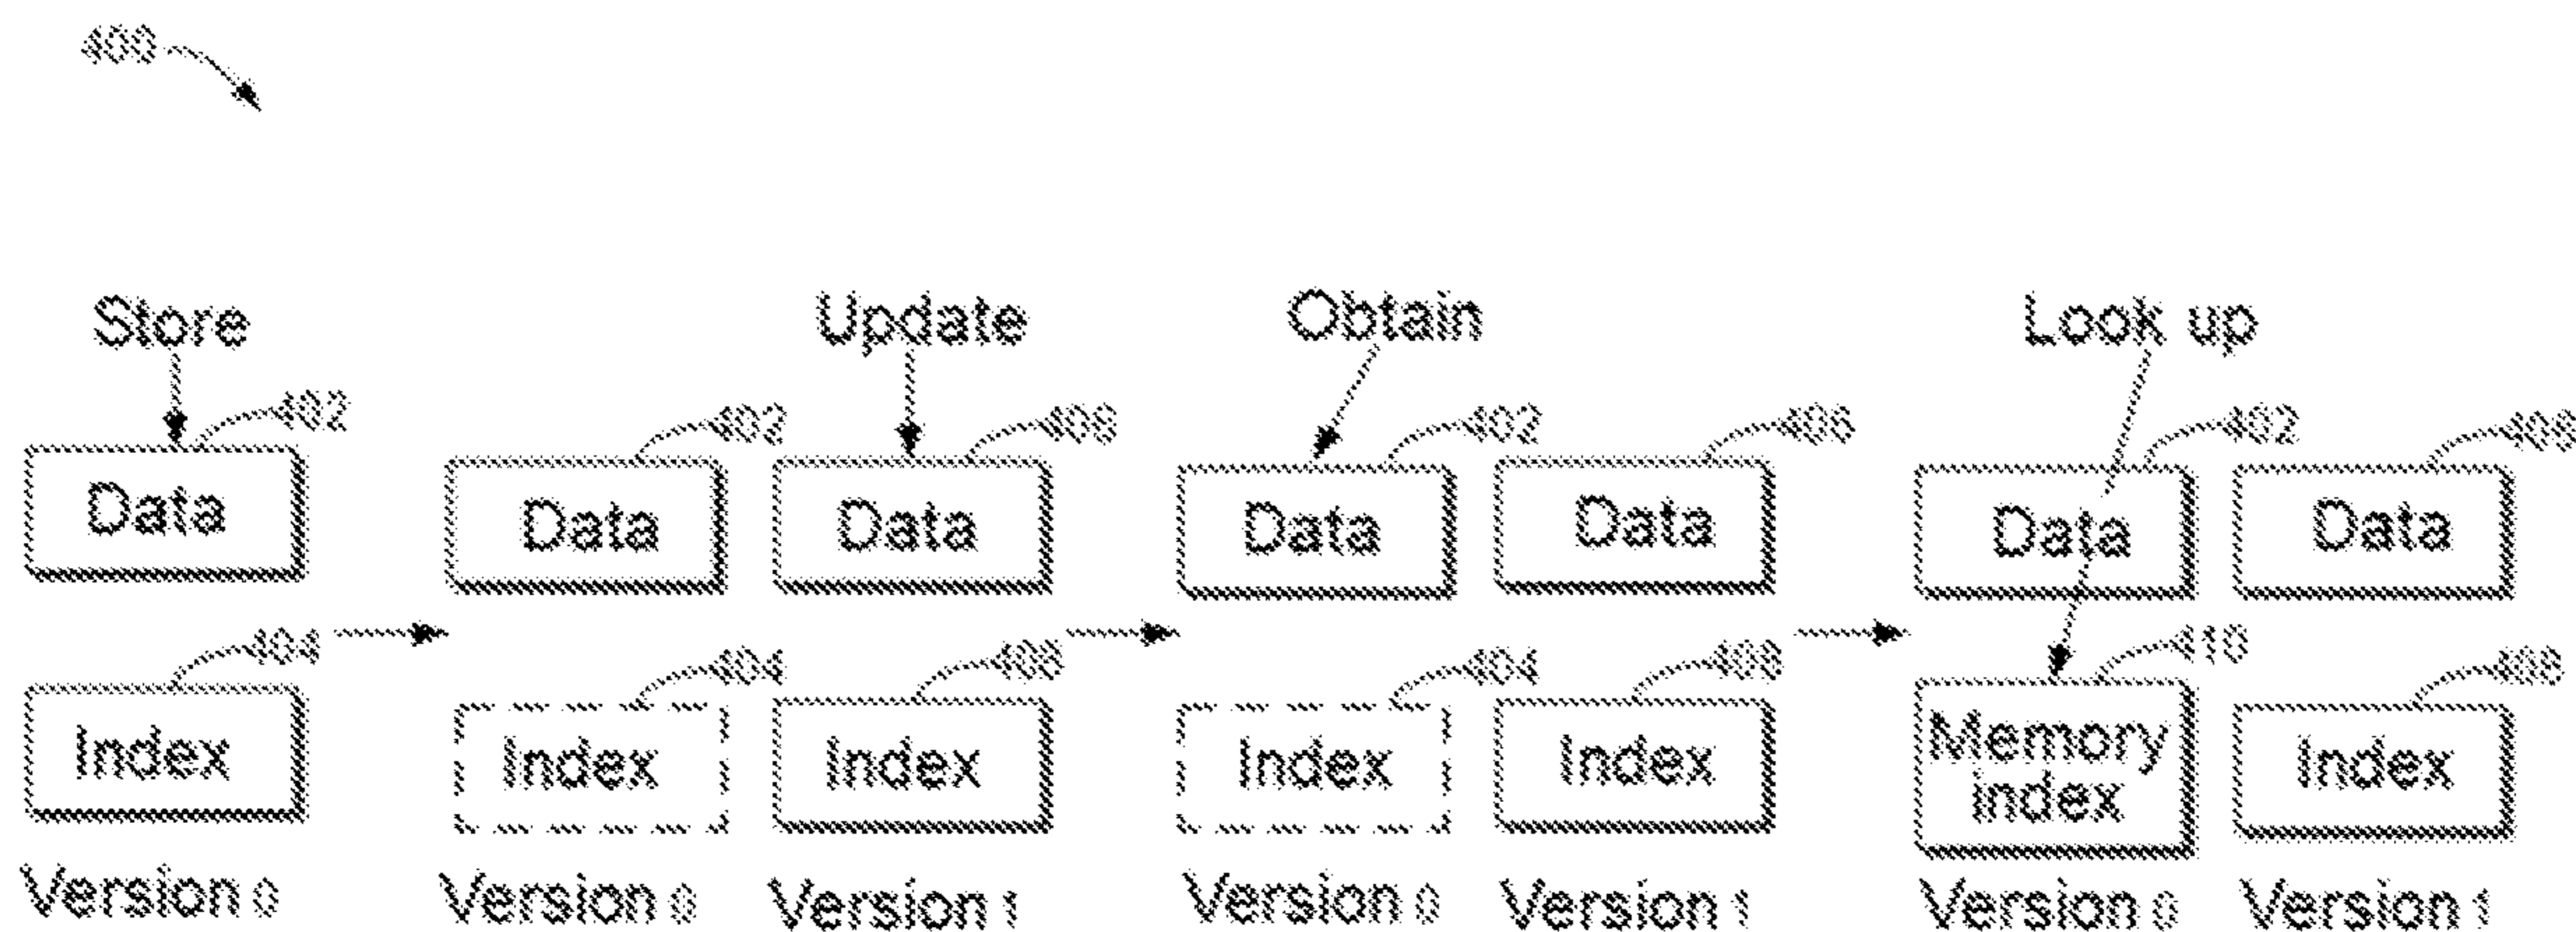 400
Store
Update
Obtain
Look up
402
402
406
402
406
402
406
Data
Data
Data
Data
Data
Data
Data
404
404
408
404
408
410
408
Index
Index
Index
Index
Index
Memory
index
Index
Version 0
Version 0
Version 1
Version 0
Version 1
Version 0
Version 1